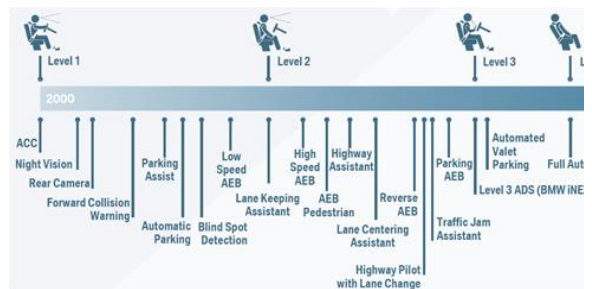 Level 1
Level 2
Level 3
L
2000
ACC
Night Vision
Rear Camera
Forward Collision
Warning
Parking
Assist
Automatic
Parking
Blind Spot
Detection
Low
Speed
AEB
Lane Keeping
Assistant
High
Speed
AEB
AEB
Pedestrian
Highway
Assistant
Lane Centering
Assistant
Reverse
AEB
Highway Pilot
with Lane Change
Traffic Jam
Assistant
Parking
AEB
Level 3 ADS (BMW iNE
Automated
Valet
Parking
Full Aut